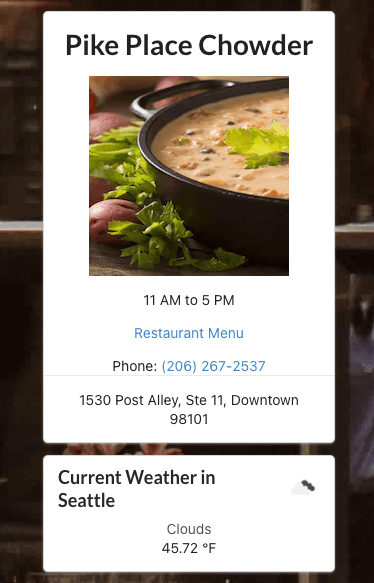 Pike Place Chowder
11 AM to 5 PM
Restaurant Menu
Phone: (206) 267-2537
1530 Post Alley, Ste 11, Downtown
98101
Current Weather in
Seattle
Clouds
45.72 °F